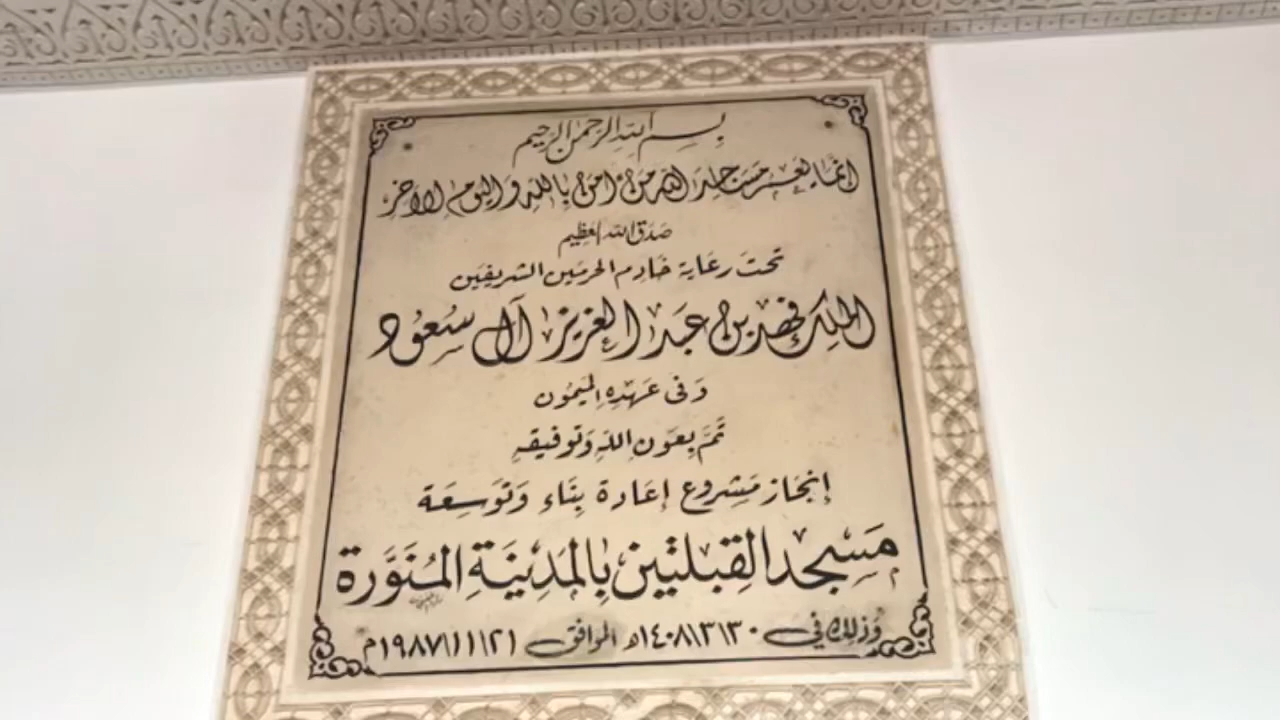 بسم الله الرحمن الرحيم
إنما يعمر مساجد الله من آمن بالله واليوم الآخر
صدق الله العظيم
تحت رعاية خادم الحرمين الشريفين
الملك فهد بن عبد العزيز آل سعود
وفى عهده الميمون
تم بعون الله وتوفيقه
إنجاز مشروع إعادة بناء وتوسعة
مسجد القبلتين بالمدينة المنورة
وذلك في ١٤٠٨/٣/٣٠هـ الموافق ١٩٨٧/١١/٢١م